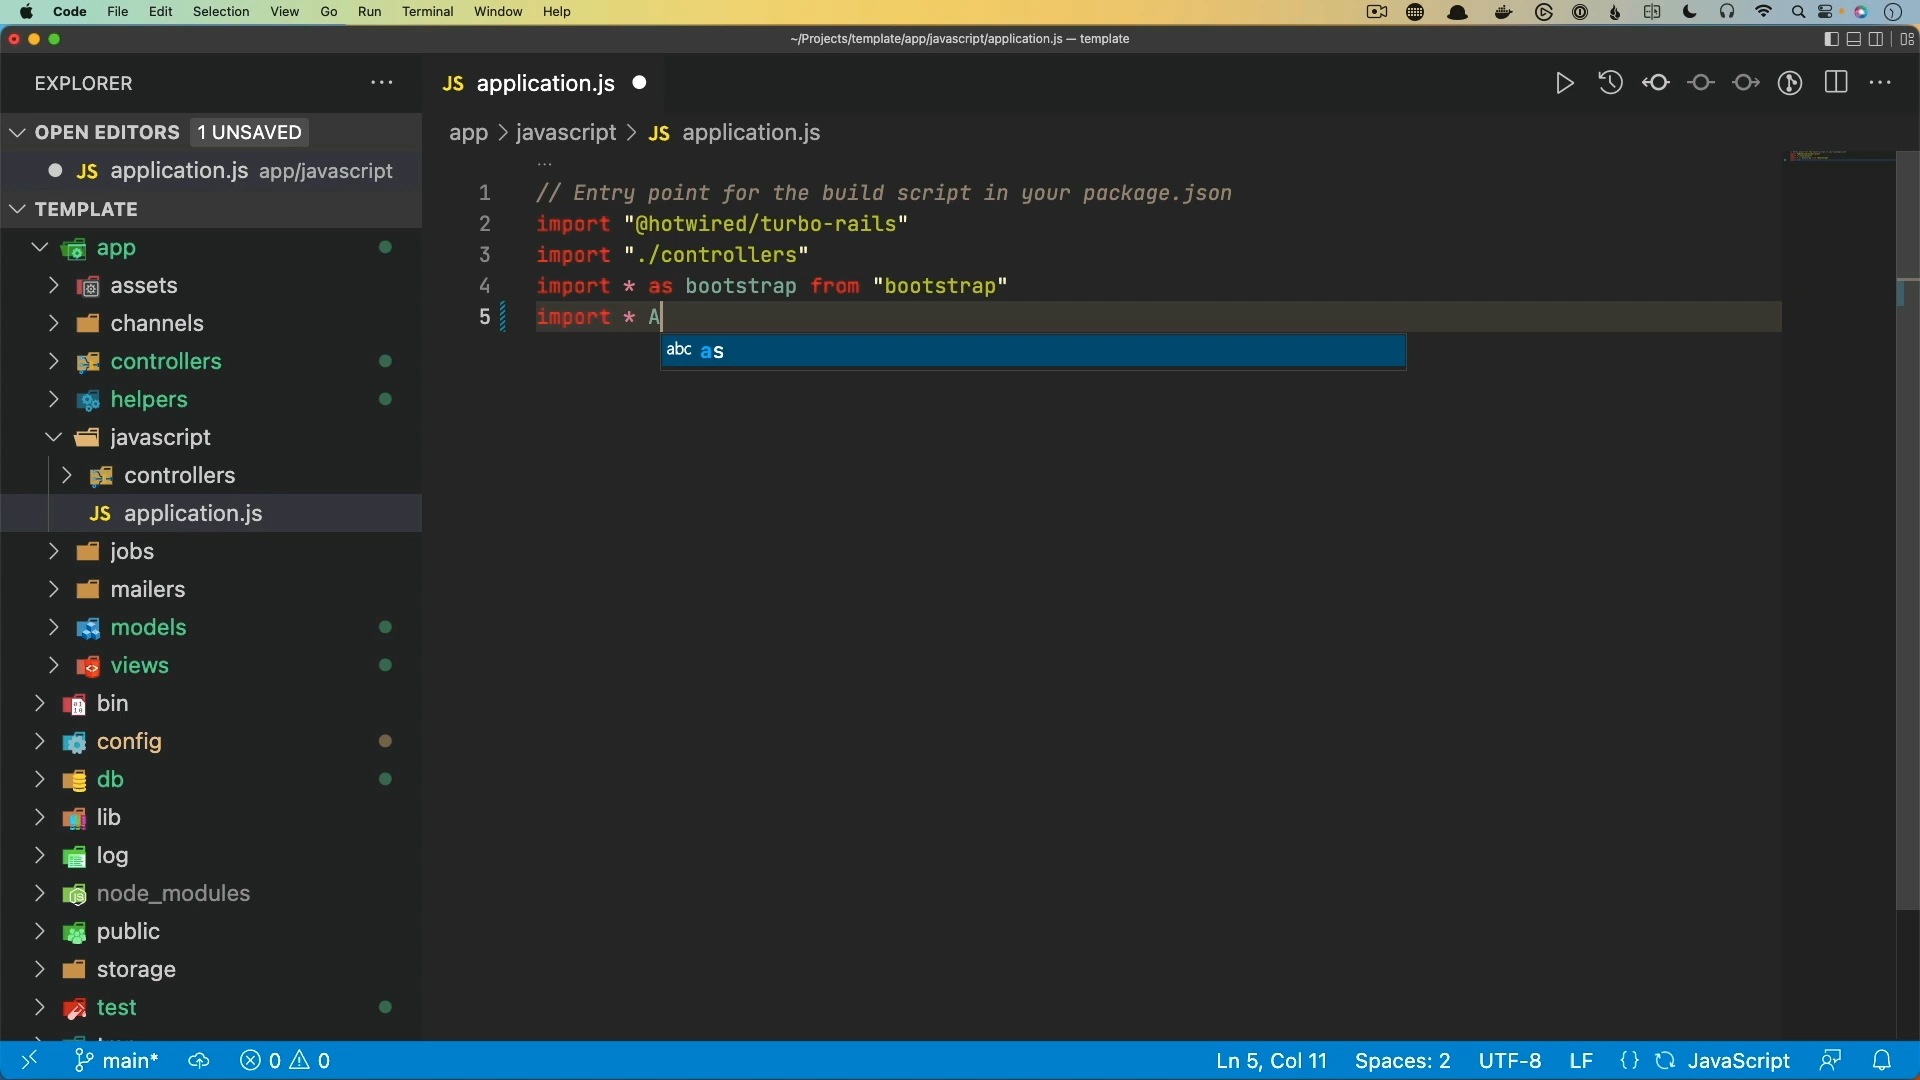 Code File Edit Selection View Go Run Terminal Window Help
~/Projects/template/app/javascript/application.js — template
EXPLORER
OPEN EDITORS 1 UNSAVED
JS application.js app/javascript
TEMPLATE
app
assets
channels
controllers
helpers
javascript
controllers
JS application.js
jobs
mailers
models
views
bin
config
db
lib
log
node_modules
public
storage
test
JS application.js
app > javascript > JS application.js
...
1 // Entry point for the build script in your package.json
2 import "@hotwired/turbo-rails"
3 import "./controllers"
4 import * as bootstrap from "bootstrap"
5 import * A
abc as
main* 0 0
Ln 5, Col 11 Spaces: 2 UTF-8 LF {} JavaScript